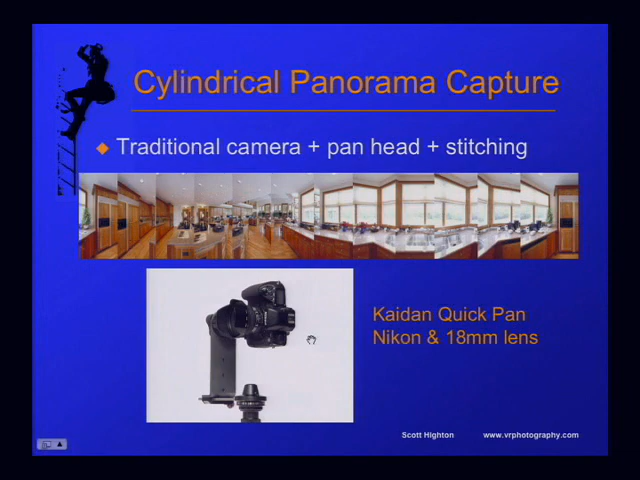 Cylindrical Panorama Capture
Traditional camera + pan head + stitching
Kaidan Quick Pan
Nikon & 18mm lens
Scott Highton www.vrphotography.com